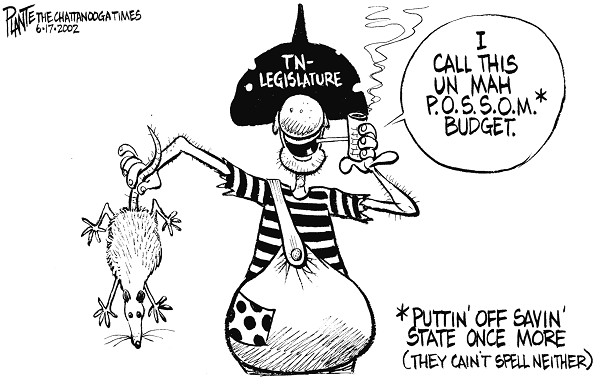 PLANTE THE CHATTANOOGA TIMES
6-17-2002
TN-
LEGISLATURE
I
CALL THIS
UN MAH
P.O.S.S.O.M.*
BUDGET.
*PUTTIN' OFF SAVIN'
STATE ONCE MORE
(THEY CAIN'T SPELL NEITHER)